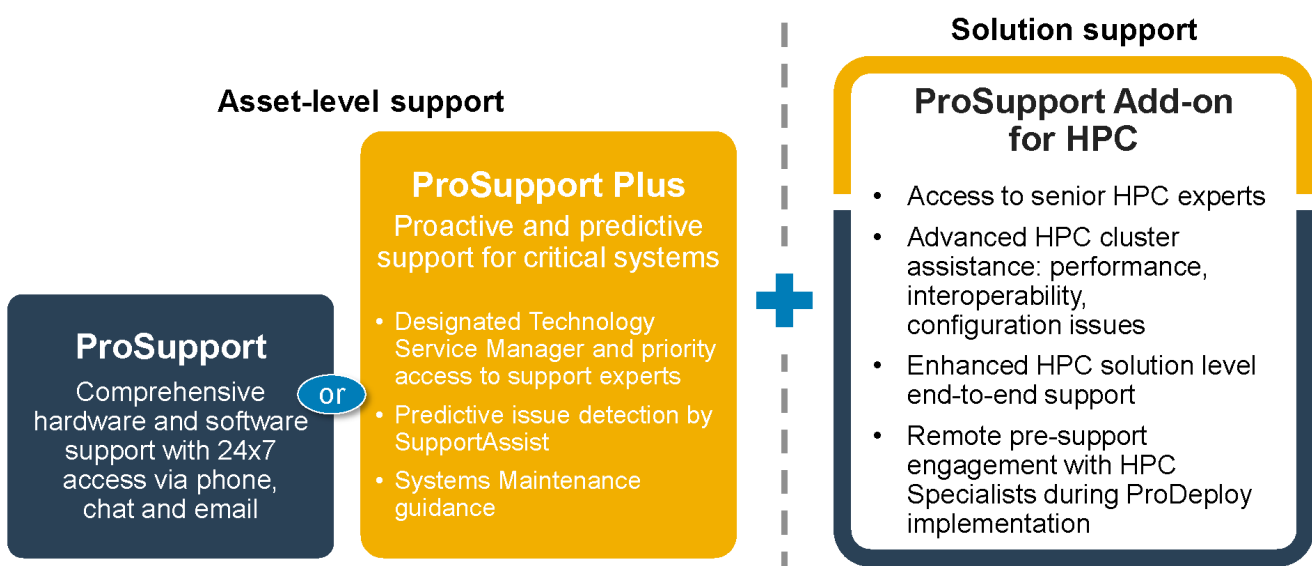 Asset-level support
ProSupport
Comprehensive
hardware and software
support with 24x7
access via phone,
chat and email
or
ProSupport Plus
Proactive and predictive
support for critical systems
• Designated Technology
Service Manager and priority
access to support experts
• Predictive issue detection by
SupportAssist
• Systems Maintenance
guidance
Solution support
ProSupport Add-on
for HPC
• Access to senior HPC experts
• Advanced HPC cluster
assistance: performance,
interoperability,
configuration issues
• Enhanced HPC solution level
end-to-end support
• Remote pre-support
engagement with HPC
Specialists during ProDeploy
implementation